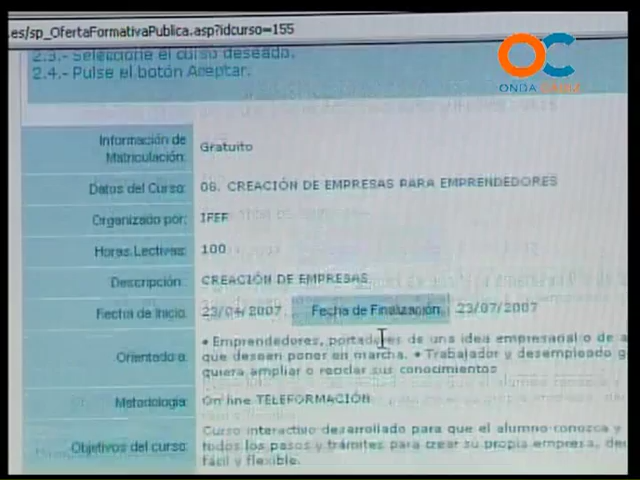 .es/sp_OfertaFormativaPublica.asp?idcurso=155
2.3.- Seleccione el curso deseado.
2.4.- Pulse el botón Aceptar.
OC
ONDA
Información de Matriculación: Gratuito
Datos del Curso: 08. CREACIÓN DE EMPRESAS PARA EMPRENDEDORES
Organizado por: IFEF
Horas Lectivas: 100
Descripción: CREACIÓN DE EMPRESAS
Fecha de Inicio: 23/04/2007 Fecha de Finalización: 23/07/2007
Orientado a: • Emprendedores, portadores de una idea empresarial o de a
que deseen poner en marcha. • Trabajador y desempleado
quiera ampliar o reciclar sus conocimientos
Metodología: On line TELEFORMACIÓN
Objetivos del curso: Curso interactivo desarrollado para que el alumno conozca y
todos los pasos y trámites para crear su propia empresa, de
fácil y flexible.